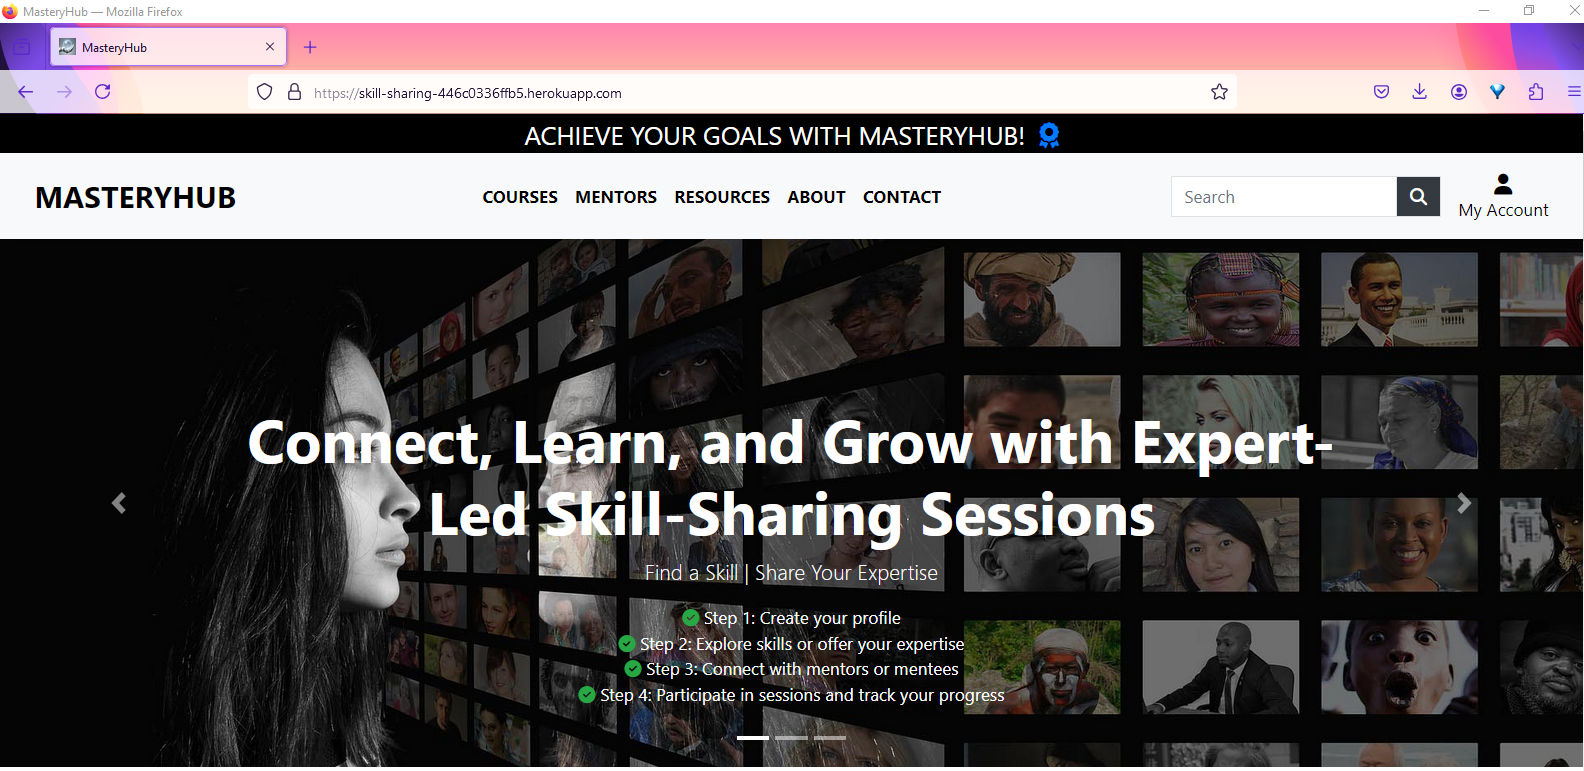 MasteryHub — Mozilla Firefox
MasteryHub
https://skill-sharing-446c0336ffb5.herokuapp.com
ACHIEVE YOUR GOALS WITH MASTERYHUB!
MASTERYHUB
COURSES MENTORS RESOURCES ABOUT CONTACT
Search
My Account
Connect, Learn, and Grow with Expert-
Led Skill-Sharing Sessions
Find a Skill | Share Your Expertise
Step 1: Create your profile
Step 2: Explore skills or offer your expertise
Step 3: Connect with mentors or mentees
Step 4: Participate in sessions and track your progress